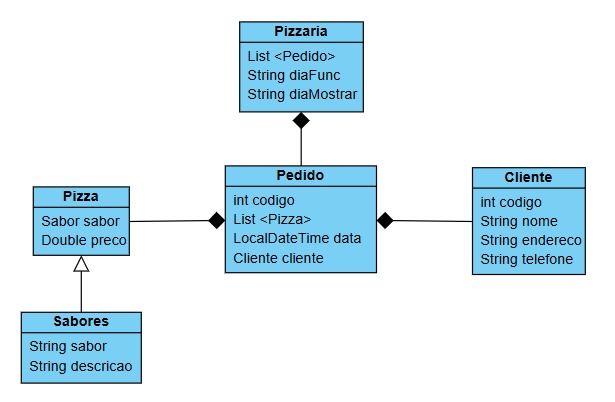 Pizzaria
List <Pedido>
String diaFunc
String diaMostrar
Pedido
int codigo
List <Pizza>
LocalDateTime data
Cliente cliente
Cliente
int codigo
String nome
String endereco
String telefone
Pizza
Sabor sabor
Double preco
Sabores
String sabor
String descricao